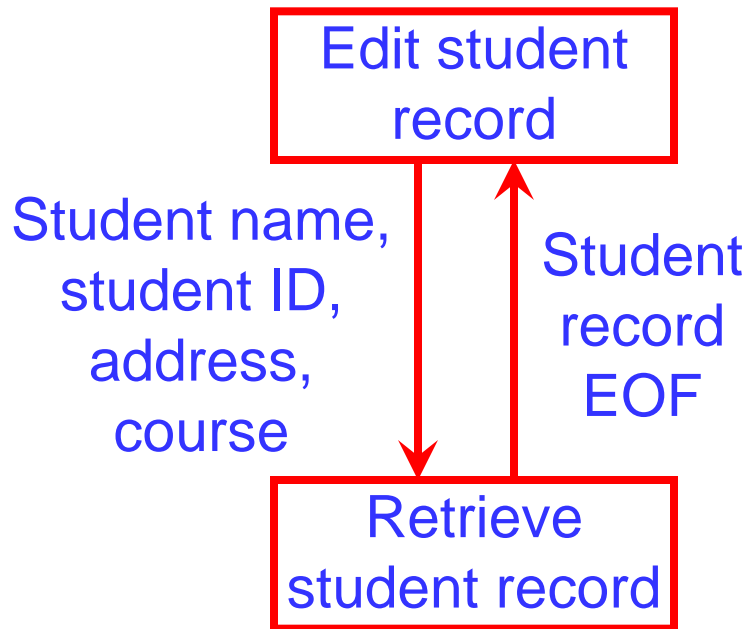 Edit student
record
Student name,
student ID,
address,
course
Student
record
EOF
Retrieve
student record